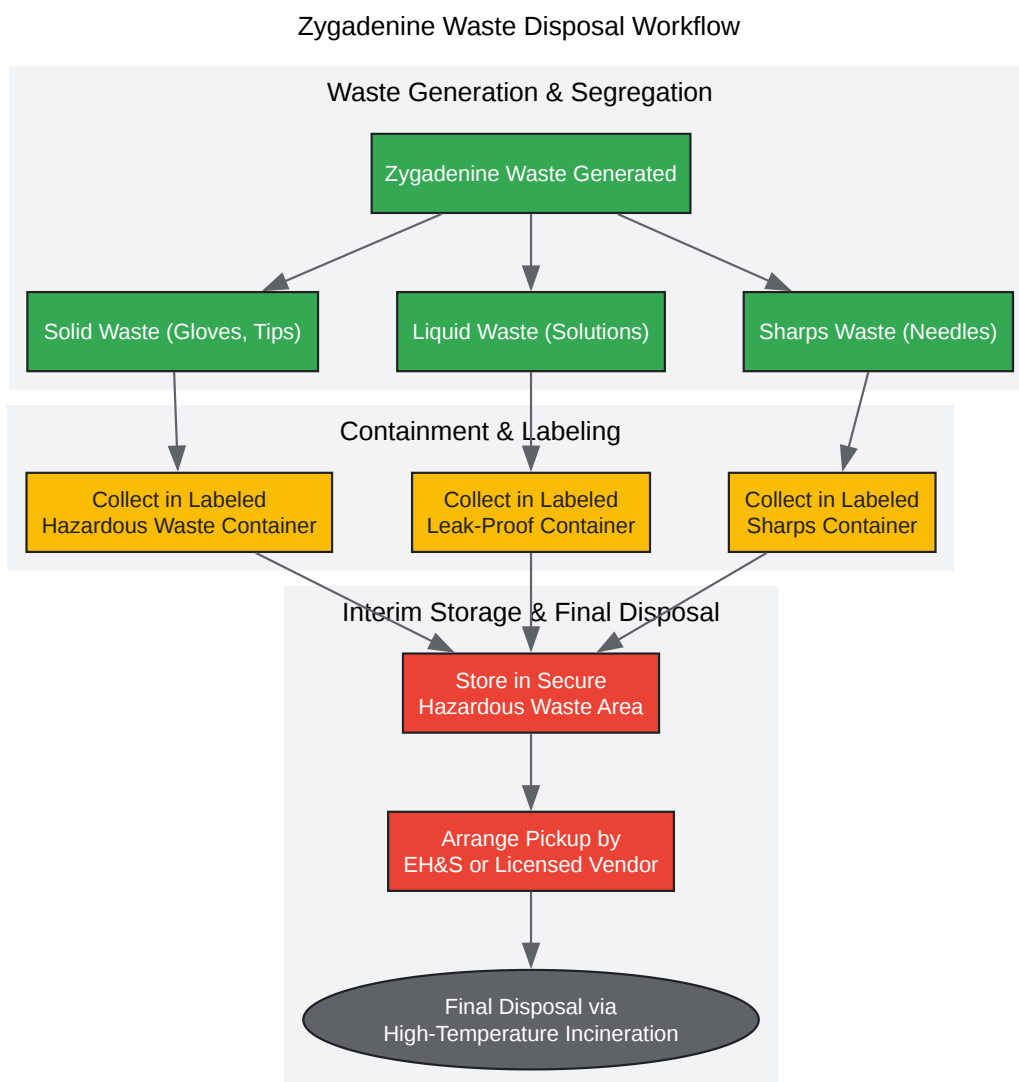 Zygadenine Waste Disposal Workflow
Waste Generation & Segregation
Zygadenine Waste Generated
Solid Waste (Gloves, Tips)
Liquid Waste (Solutions)
Sharps Waste (Needles)
Containment & Labeling
Collect in Labeled
Hazardous Waste Container
Collect in Labeled
Leak-Proof Container
Collect in Labeled
Sharps Container
Interim Storage & Final Disposal
Store in Secure
Hazardous Waste Area
Arrange Pickup by
EH&S or Licensed Vendor
Final Disposal via
High-Temperature Incineration